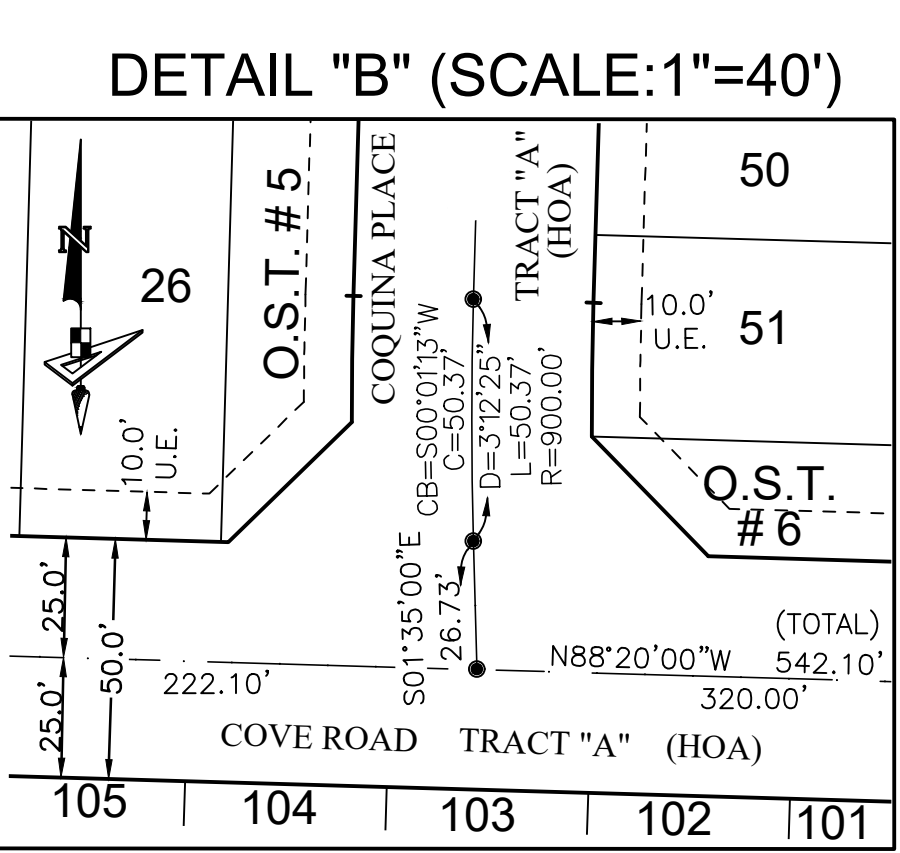 DETAIL "B" (SCALE:1"=40')
N
26
O.S.T. # 5
COQUINA PLACE
TRACT "A"
(HOA)
50
51
10.0'
U.E.
10.0'
U.E.
CB=S00°01'13"W
C=50.37'
D=3°12'25"
L=50.37'
R=900.00'
O.S.T.
# 6
S01°35'00"E
26.73'
25.0'
50.0'
25.0'
222.10'
N88°20'00"W
(TOTAL)
542.10'
320.00'
COVE ROAD TRACT "A" (HOA)
105
104
103
102
101